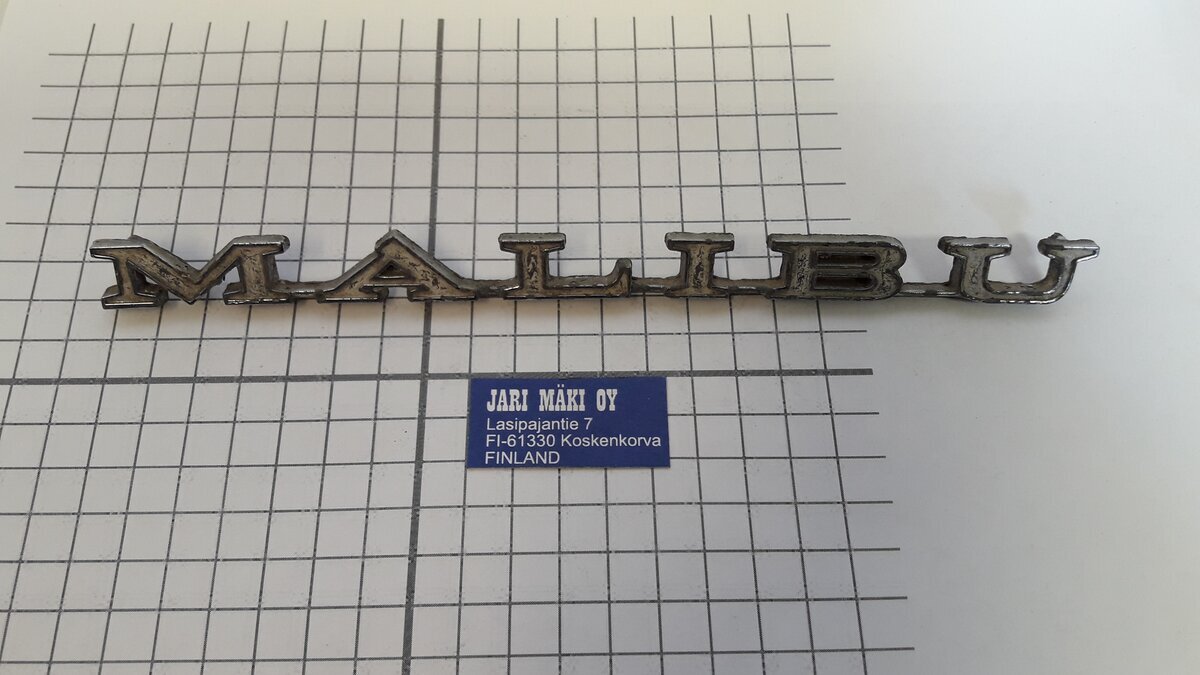 MALIBU
JARI MÄKI OY
Lasipajantie 7
FI-61330 Koskenkorva
FINLAND